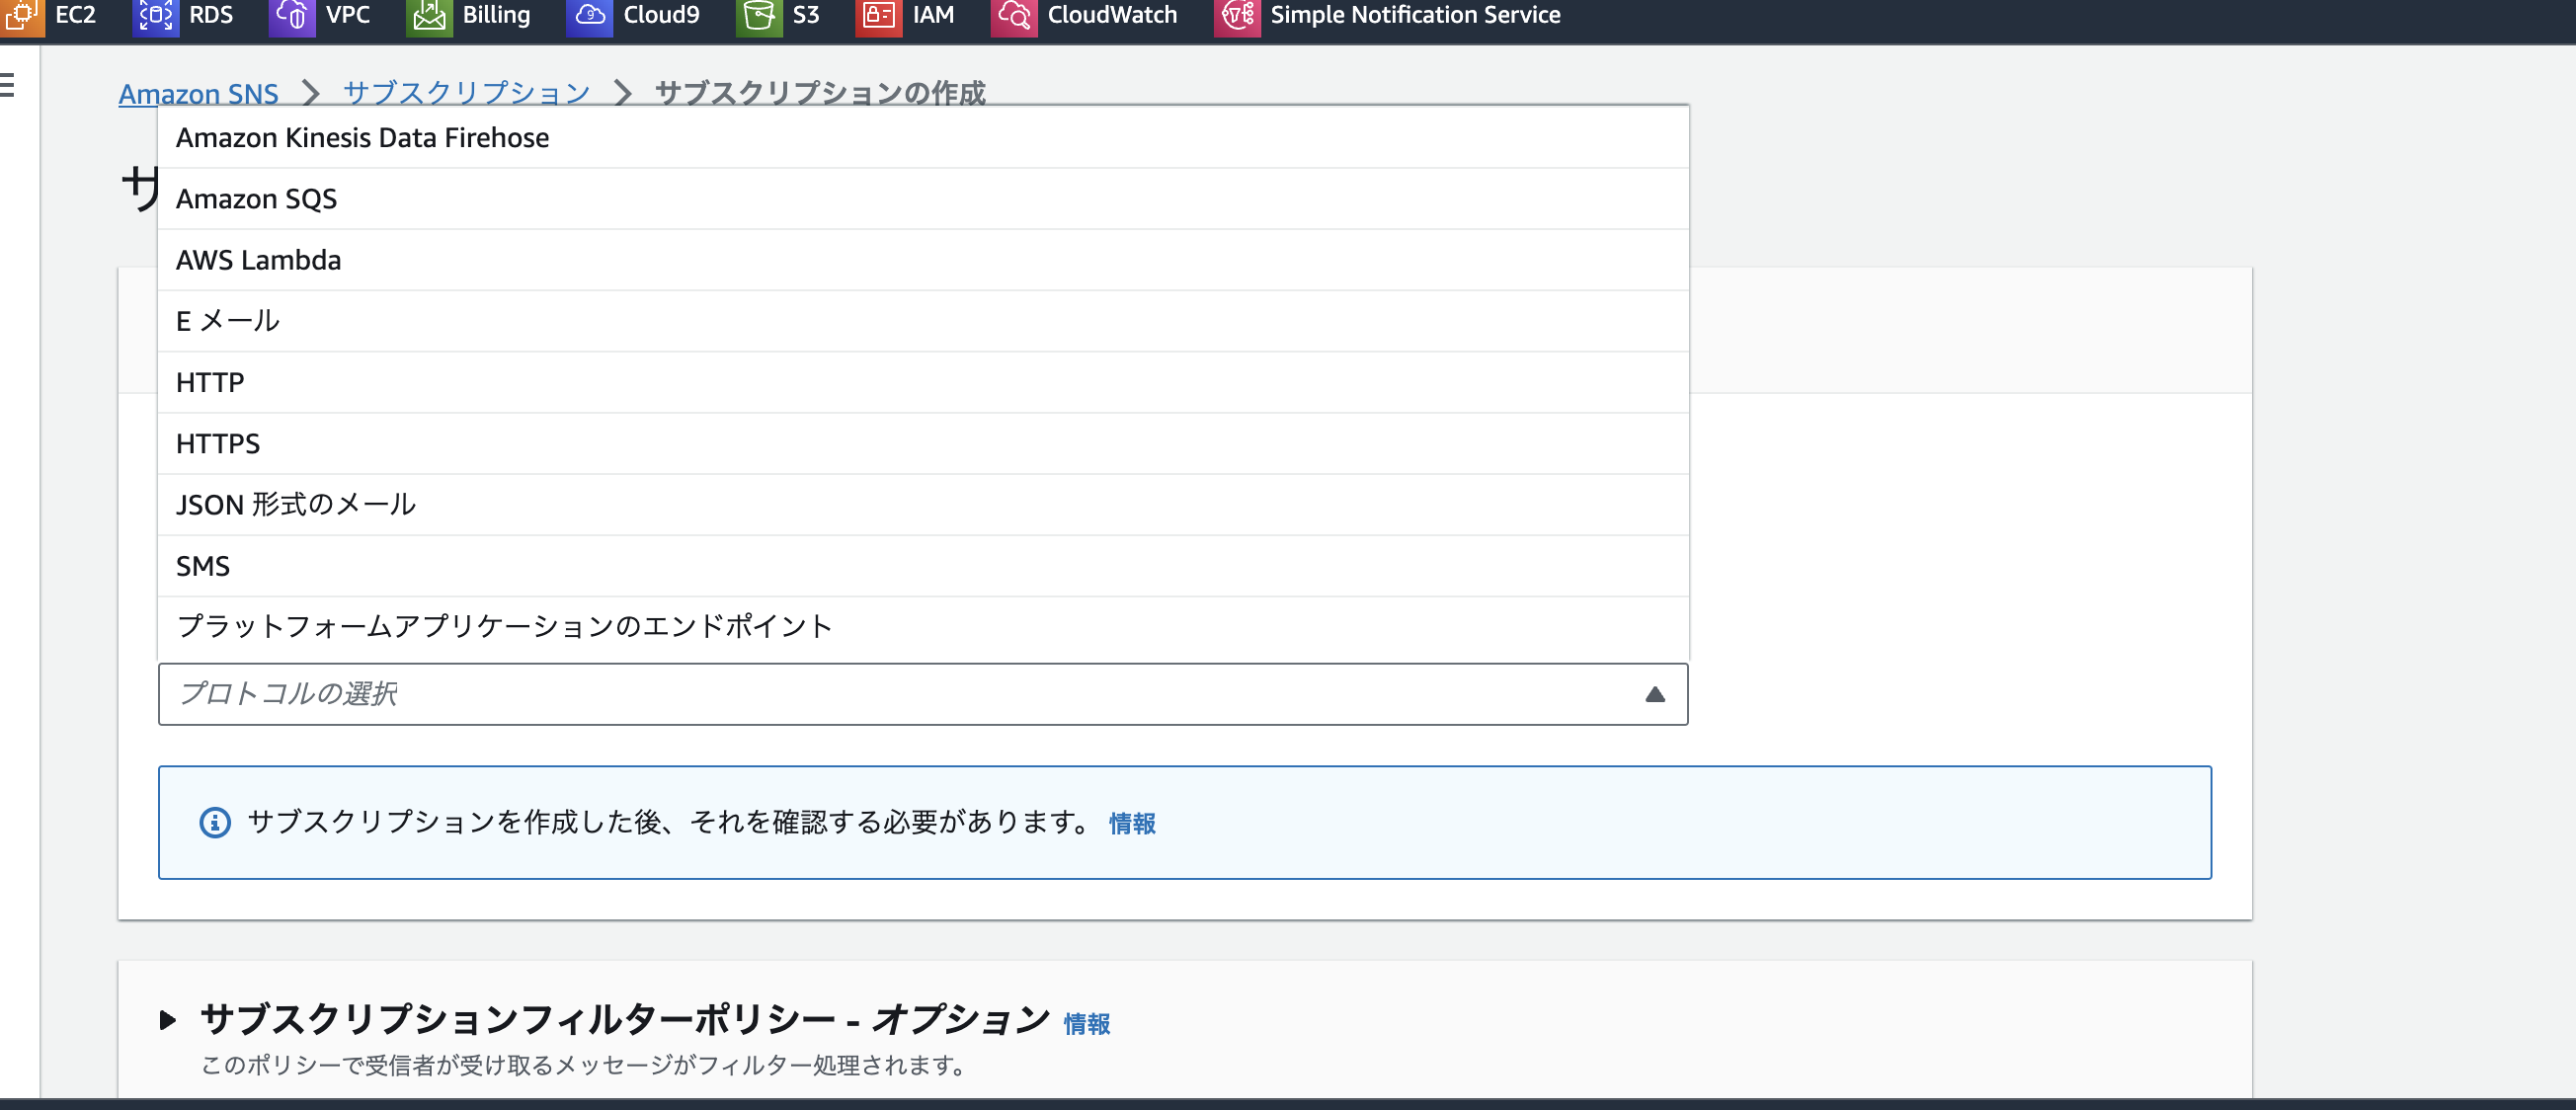 EC2 RDS VPC Billing Cloud9 S3 IAM CloudWatch Simple Notification Service
Amazon SNS サブスクリプション サブスクリプションの作成
サ
Amazon Kinesis Data Firehose
Amazon SQS
AWS Lambda
E メール
HTTP
HTTPS
JSON 形式のメール
SMS
プラットフォームアプリケーションのエンドポイント
プロトコルの選択
サブスクリプションを作成した後、それを確認する必要があります。 情報
サブスクリプションフィルターポリシー - オプション 情報
このポリシーで受信者が受け取るメッセージがフィルター処理されます。